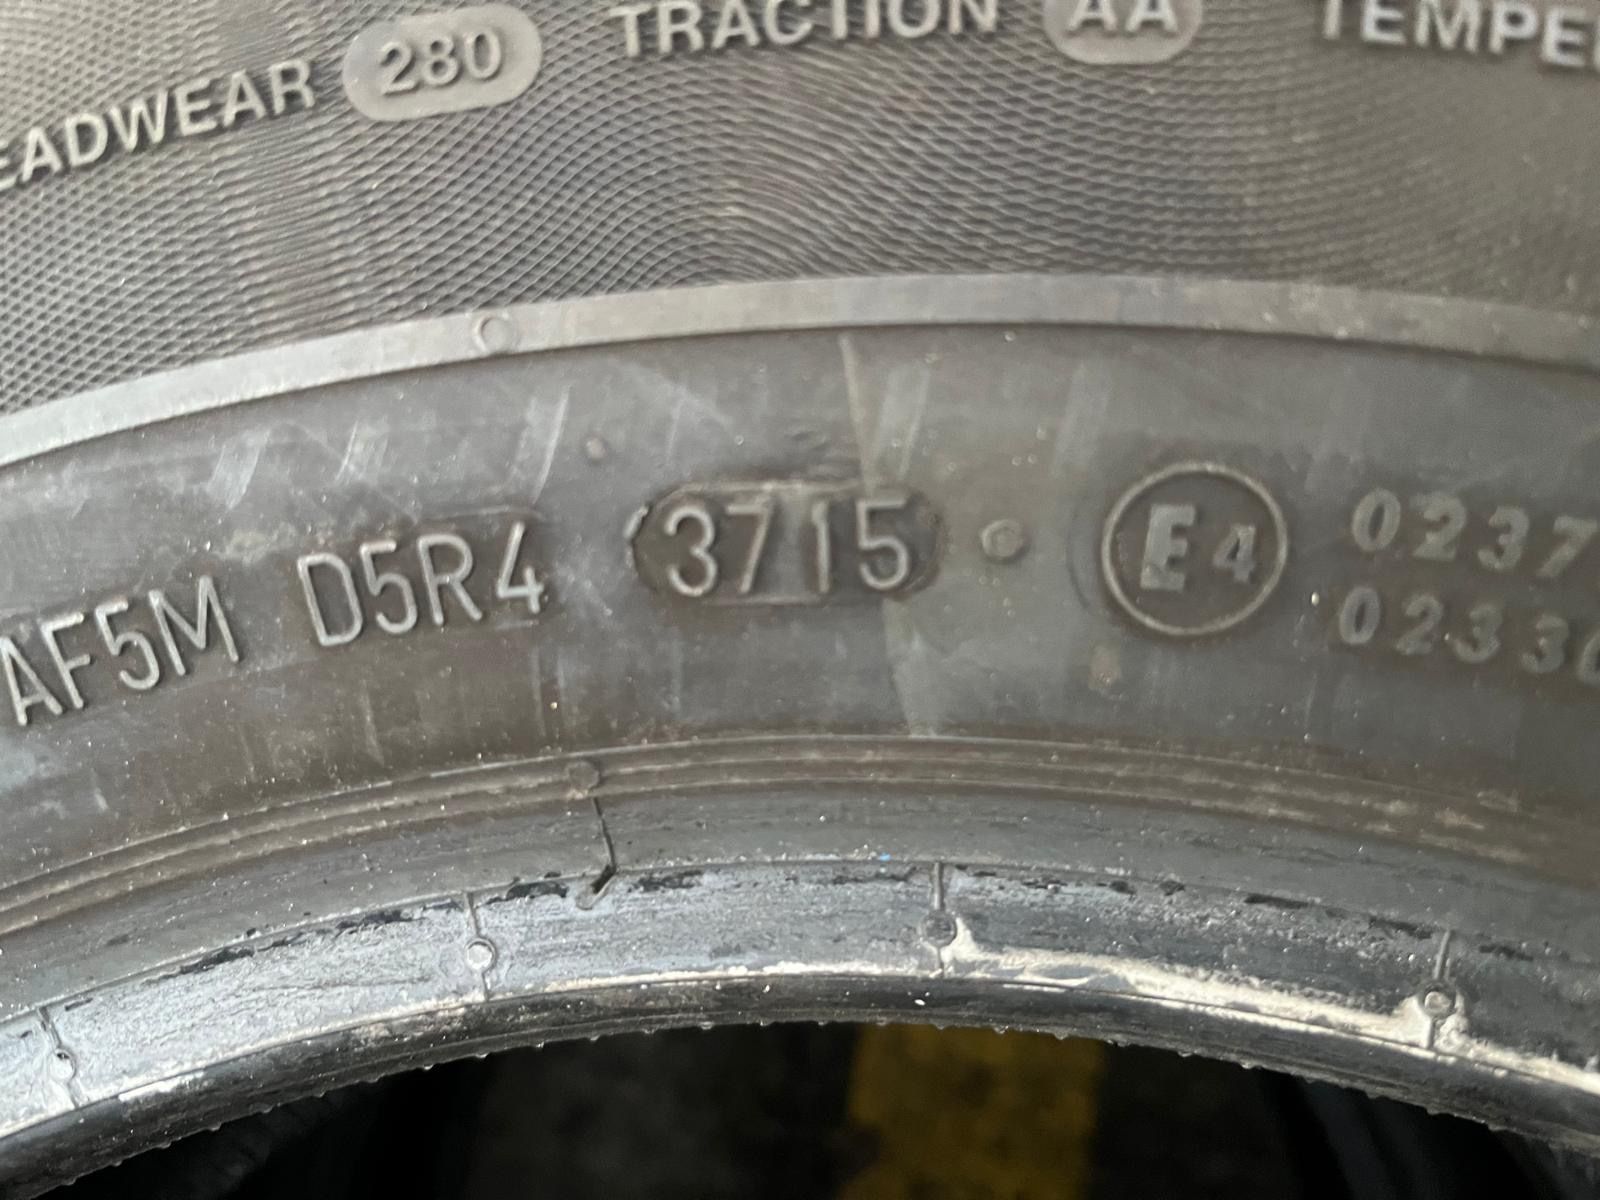 EADWEAR 280 TRACTION AA TEMPE
AF5M D5R4 3715 E4 0237
0233